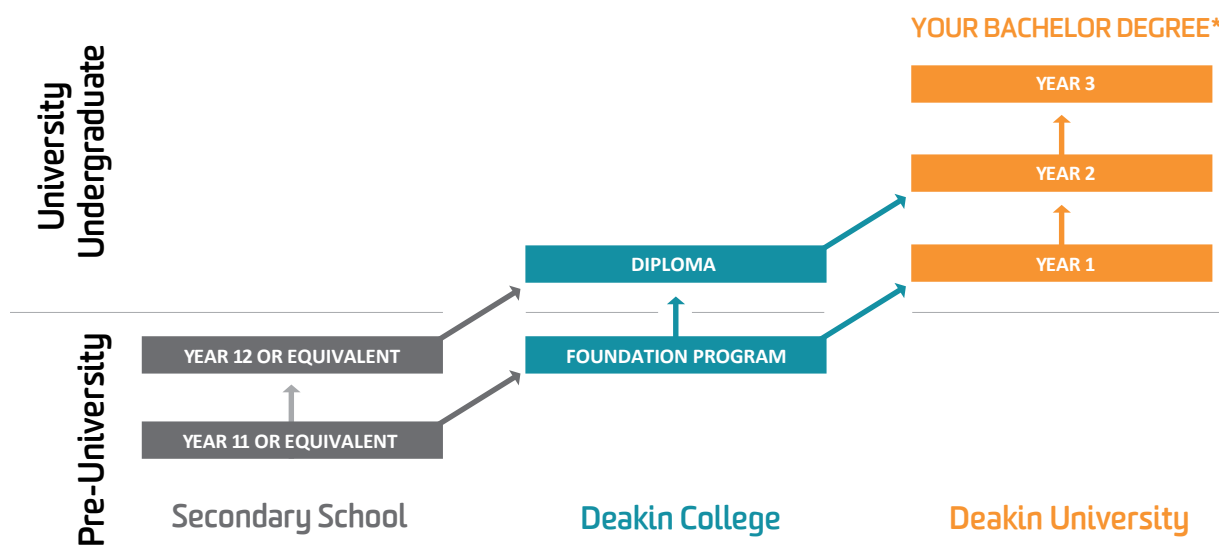 YOUR BACHELOR DEGREE*
University
Undergraduate
YEAR 3
YEAR 2
DIPLOMA
YEAR 1
Pre-University
YEAR 12 OR EQUIVALENT
FOUNDATION PROGRAM
YEAR 11 OR EQUIVALENT
Secondary School
Deakin College
Deakin University